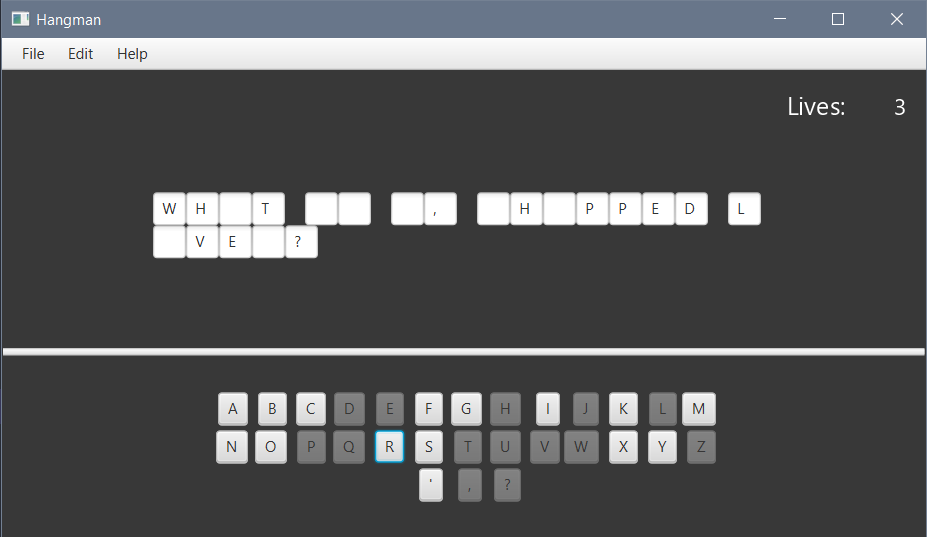 Hangman
File Edit Help
Lives: 3
W H T , H P P E D L
V E ?
A B C D E F G H I J K L M
N O P Q R S T U V W X Y Z
' , ?